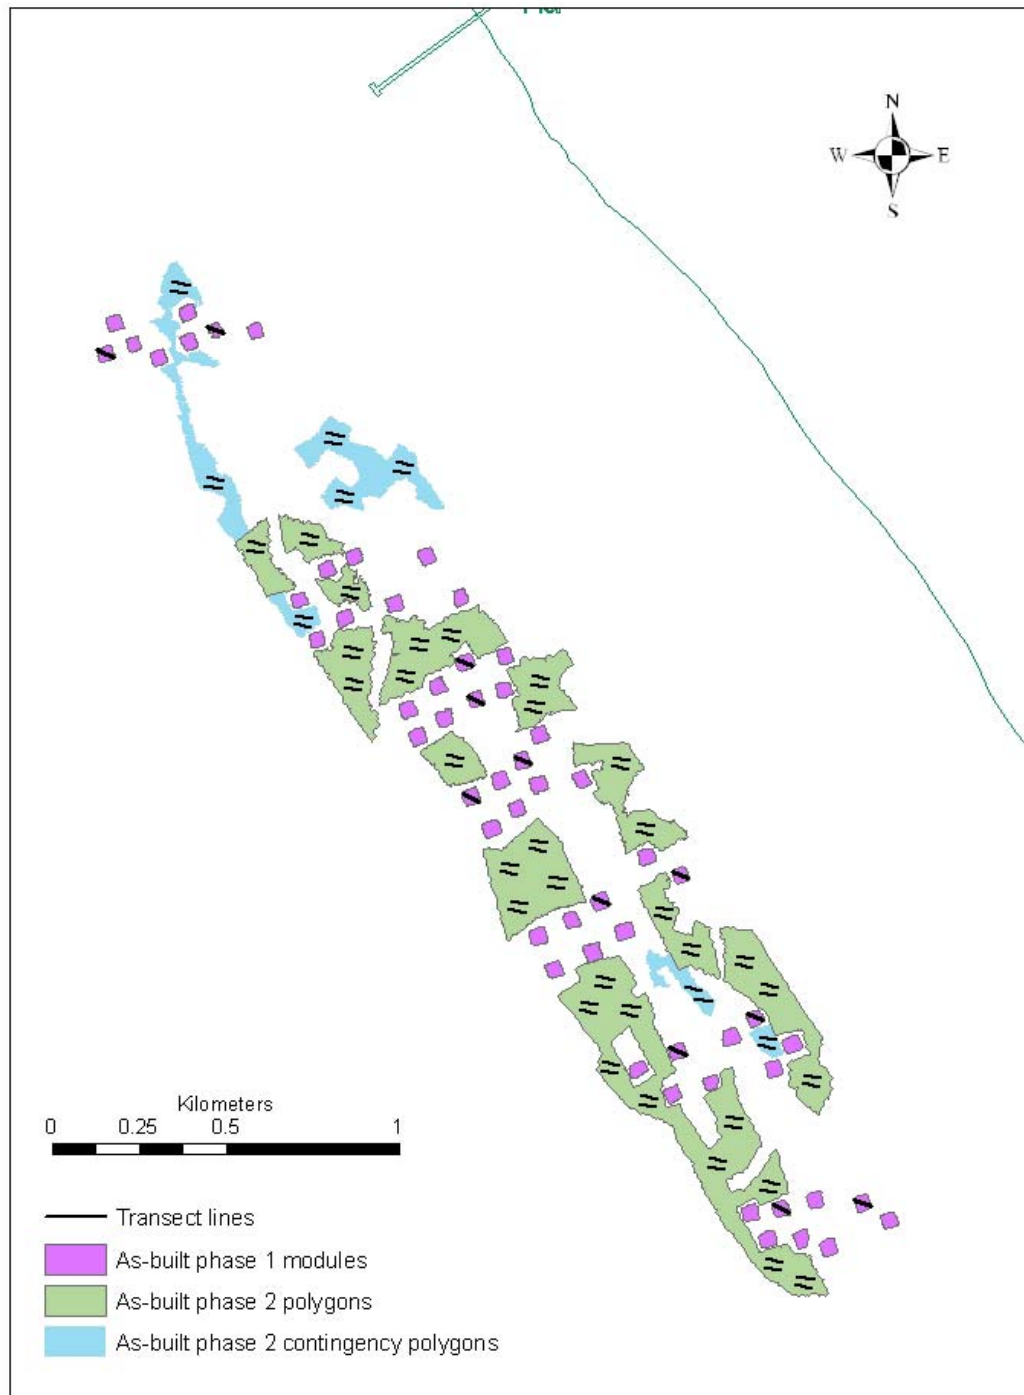 N
W E
S
Kilometers
0 0.25 0.5 1
Transect lines
As-built phase 1 modules
As-built phase 2 polygons
As-built phase 2 contingency polygons